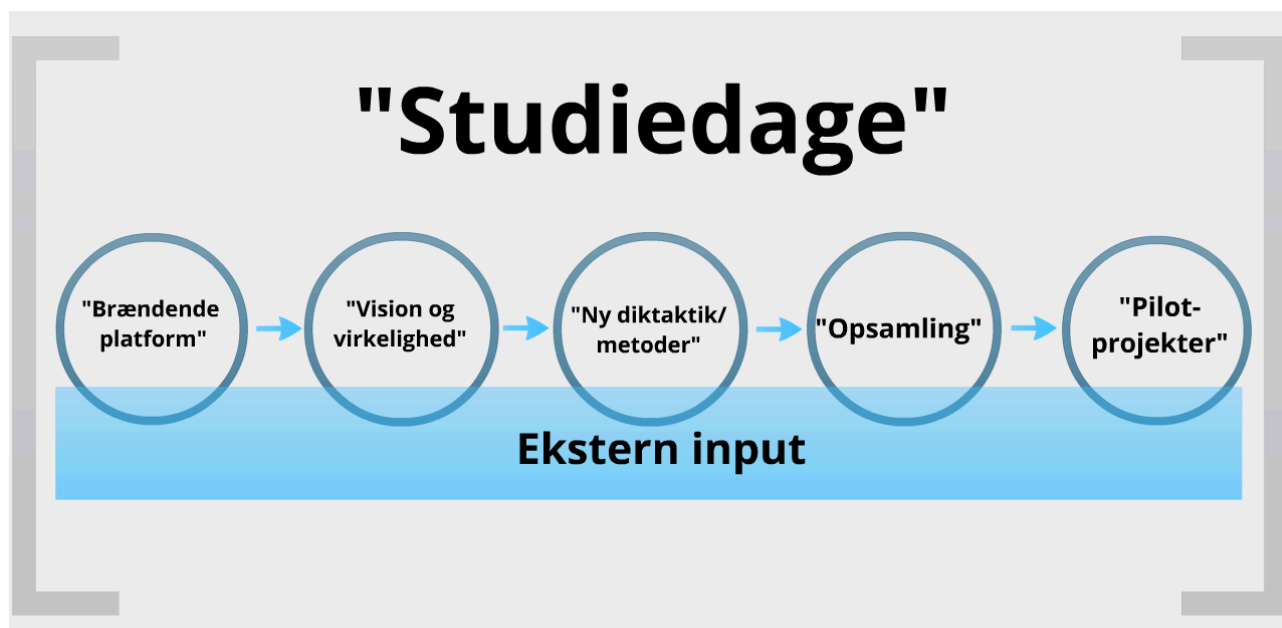 "Studiedage"
"Brændende
platform"
"Vision og
virkelighed"
"Ny diktaktik/
metoder"
"Opsamling"
"Pilot-
projekter"
Ekstern input